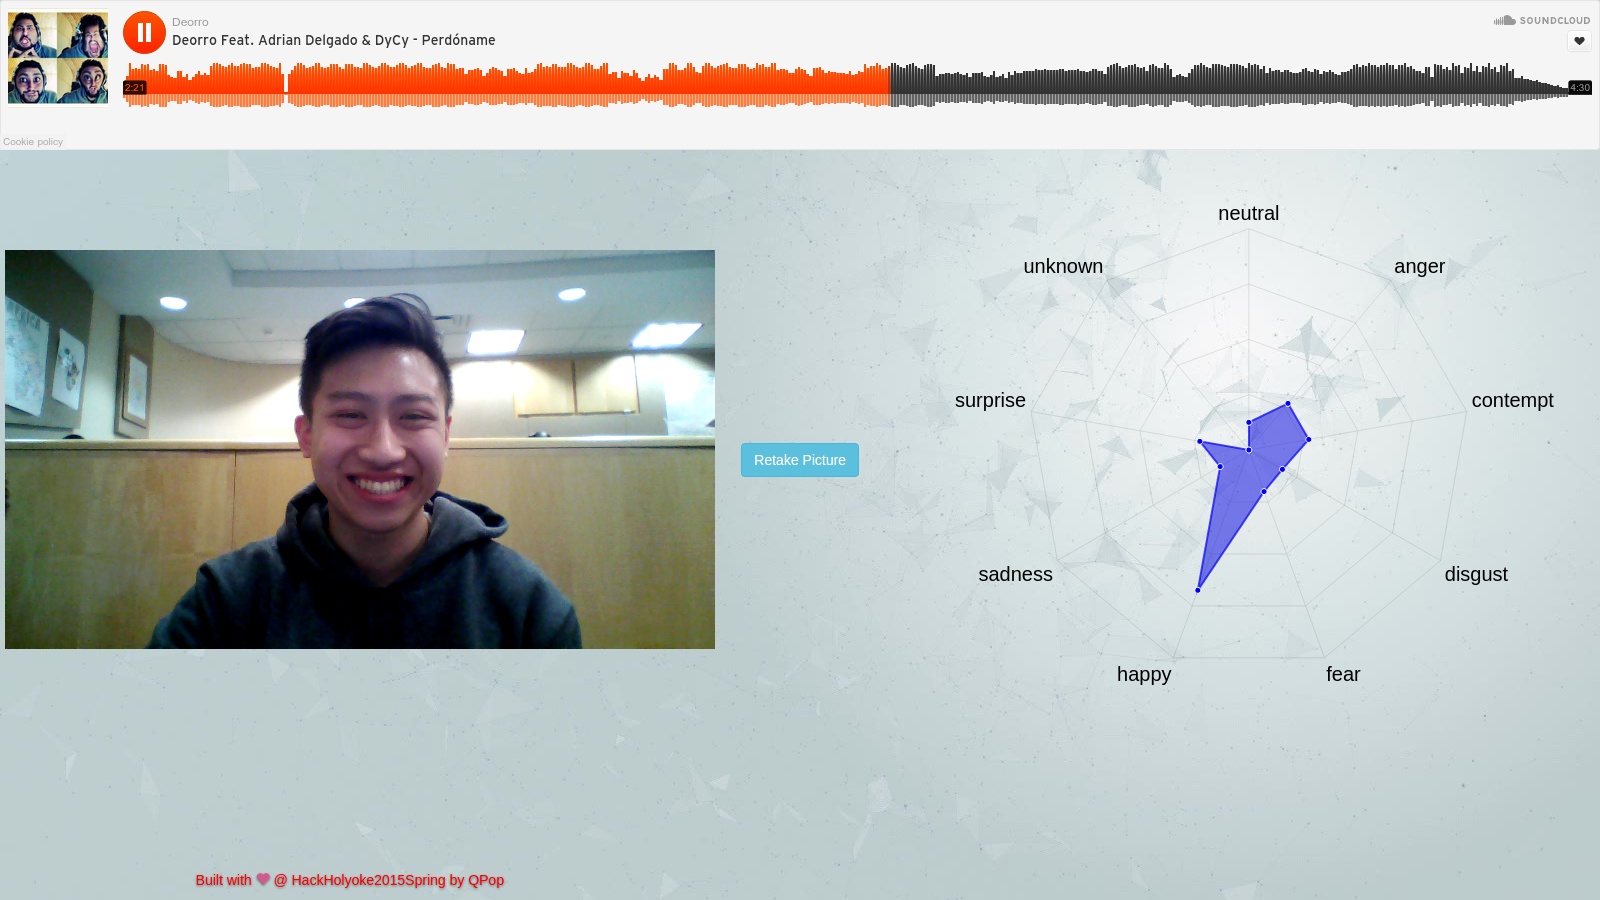 Deorro
SOUNDCLOUD
Deorro Feat. Adrian Delgado & DyCy - Perdóname
2:21
4:30
Cookie policy
neutral
unknown
anger
surprise
contempt
Retake Picture
sadness
disgust
happy
fear
Built with ❤ @ HackHolyoke2015Spring by QPop